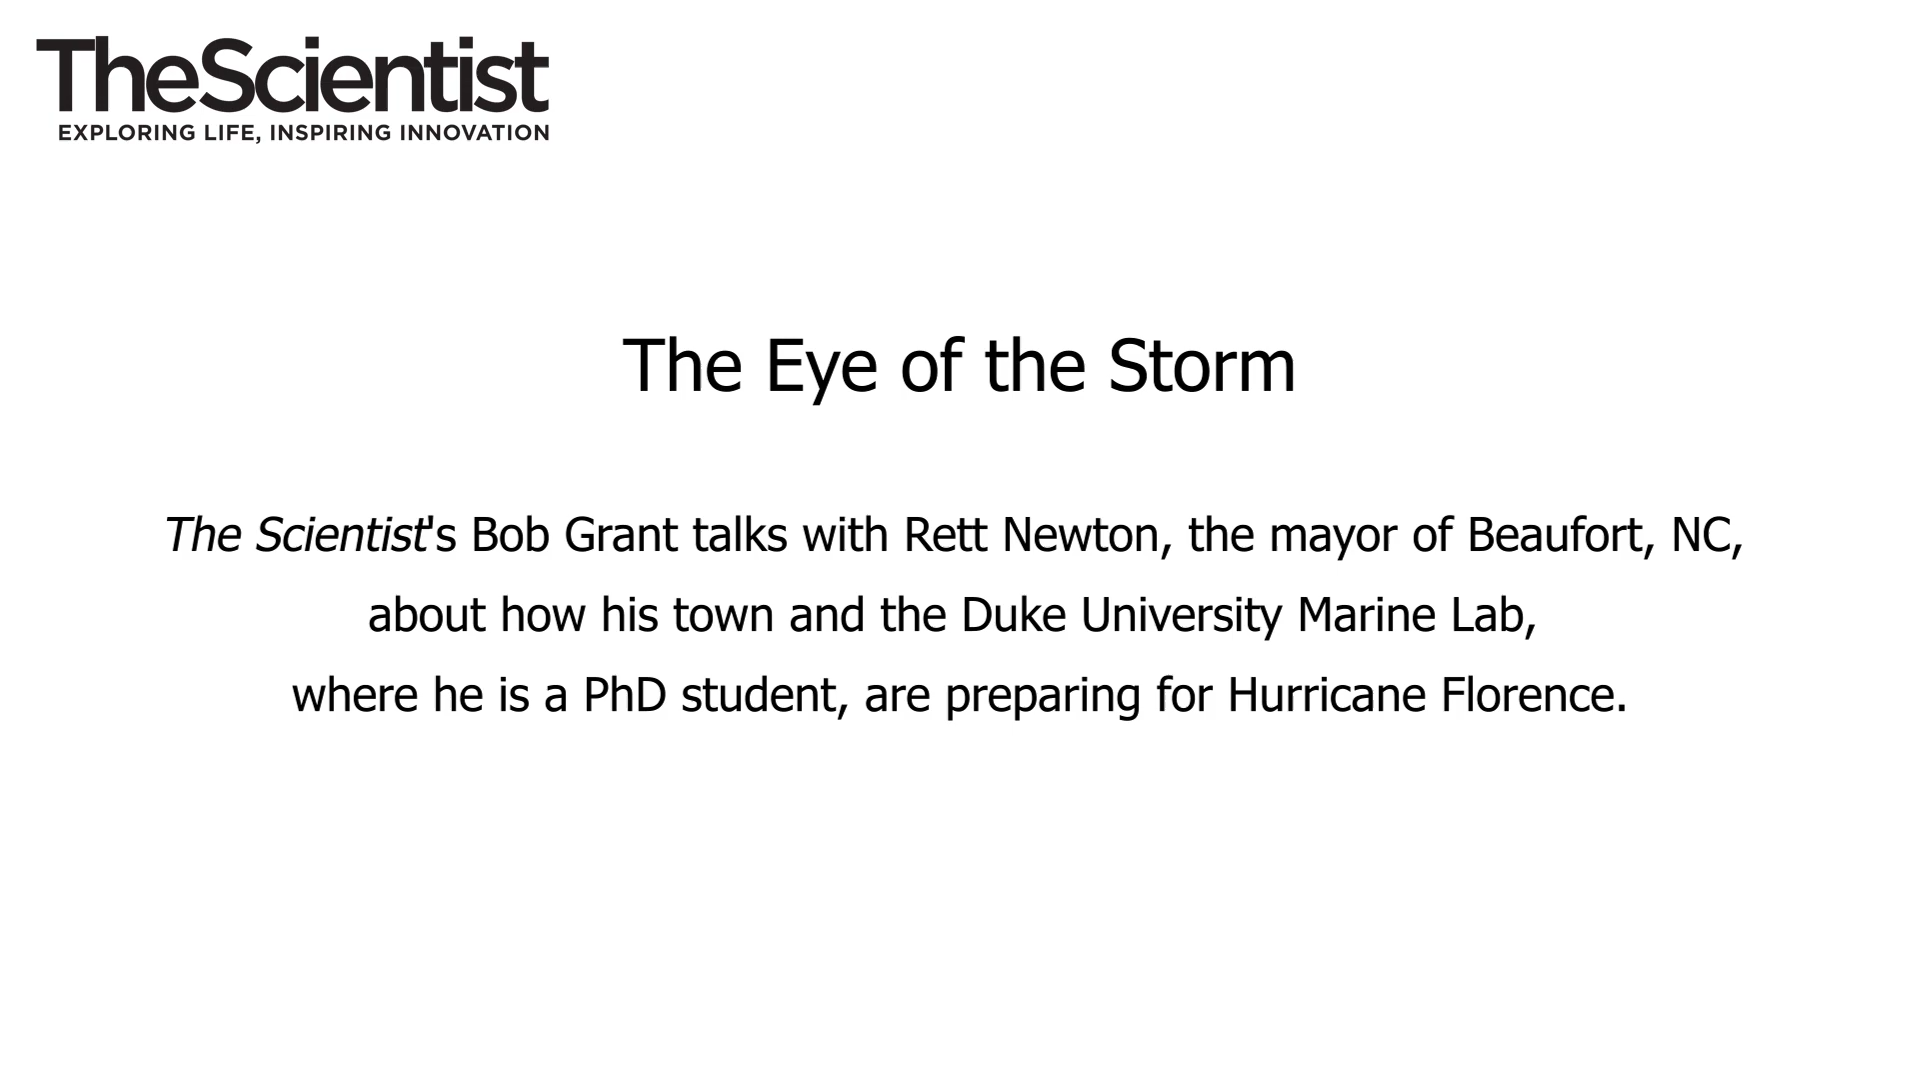 TheScientist
EXPLORING LIFE, INSPIRING INNOVATION
The Eye of the Storm
The Scientist's Bob Grant talks with Rett Newton, the mayor of Beaufort, NC,
about how his town and the Duke University Marine Lab,
where he is a PhD student, are preparing for Hurricane Florence.